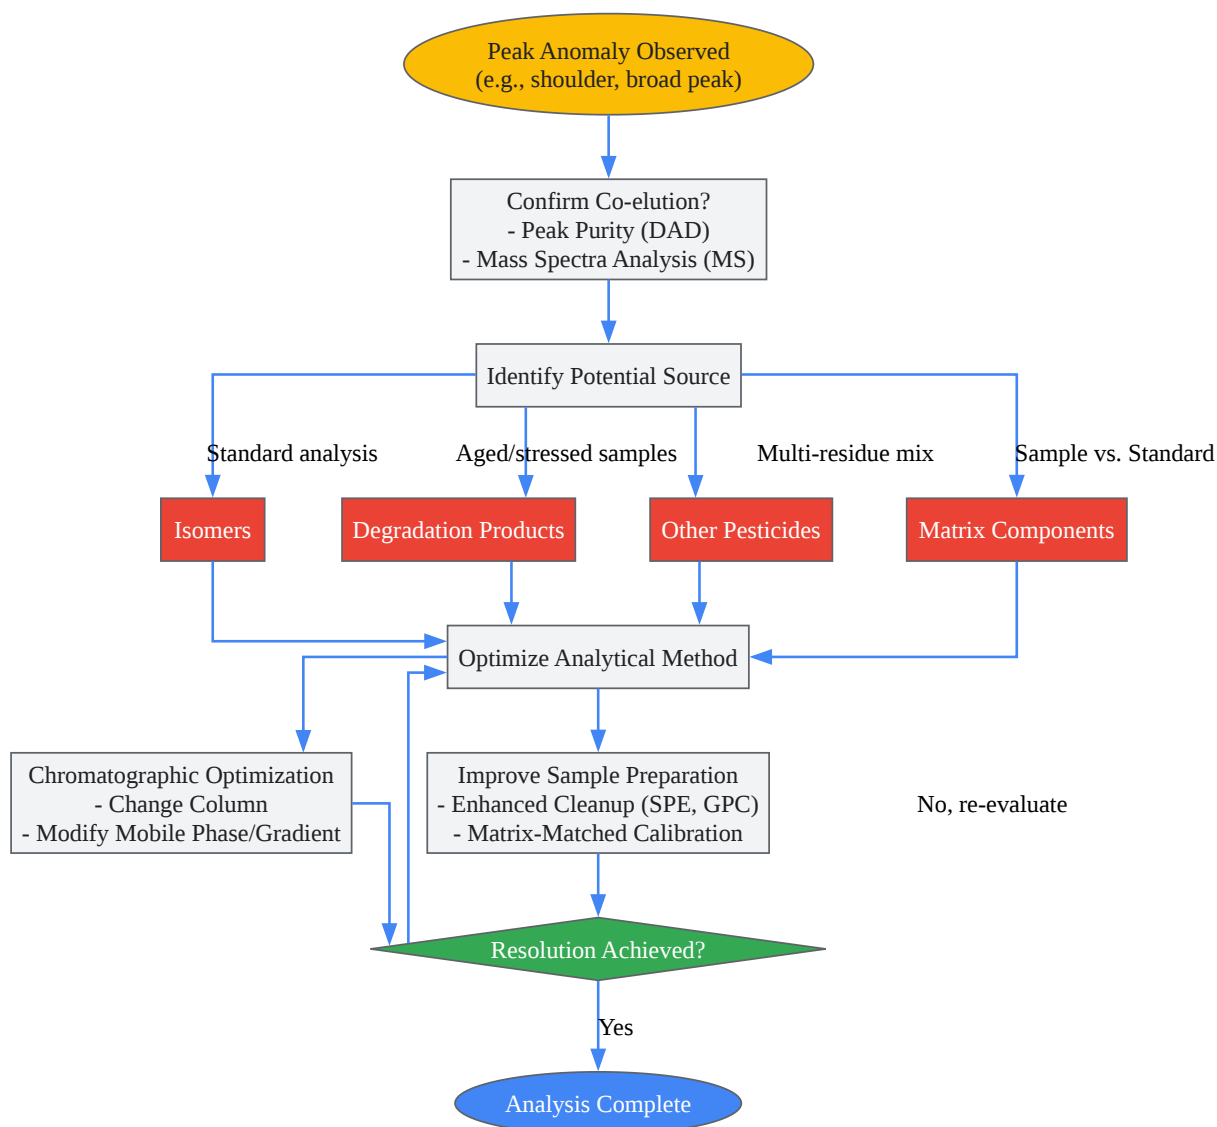 Peak Anomaly Observed
(e.g., shoulder, broad peak)
Confirm Co-elution?
- Peak Purity (DAD)
- Mass Spectra Analysis (MS)
Identify Potential Source
Standard analysis
Aged/stressed samples
Multi-residue mix
Sample vs. Standard
Isomers
Degradation Products
Other Pesticides
Matrix Components
Optimize Analytical Method
Chromatographic Optimization
- Change Column
- Modify Mobile Phase/Gradient
Improve Sample Preparation
- Enhanced Cleanup (SPE, GPC)
- Matrix-Matched Calibration
No, re-evaluate
Resolution Achieved?
Yes
Analysis Complete